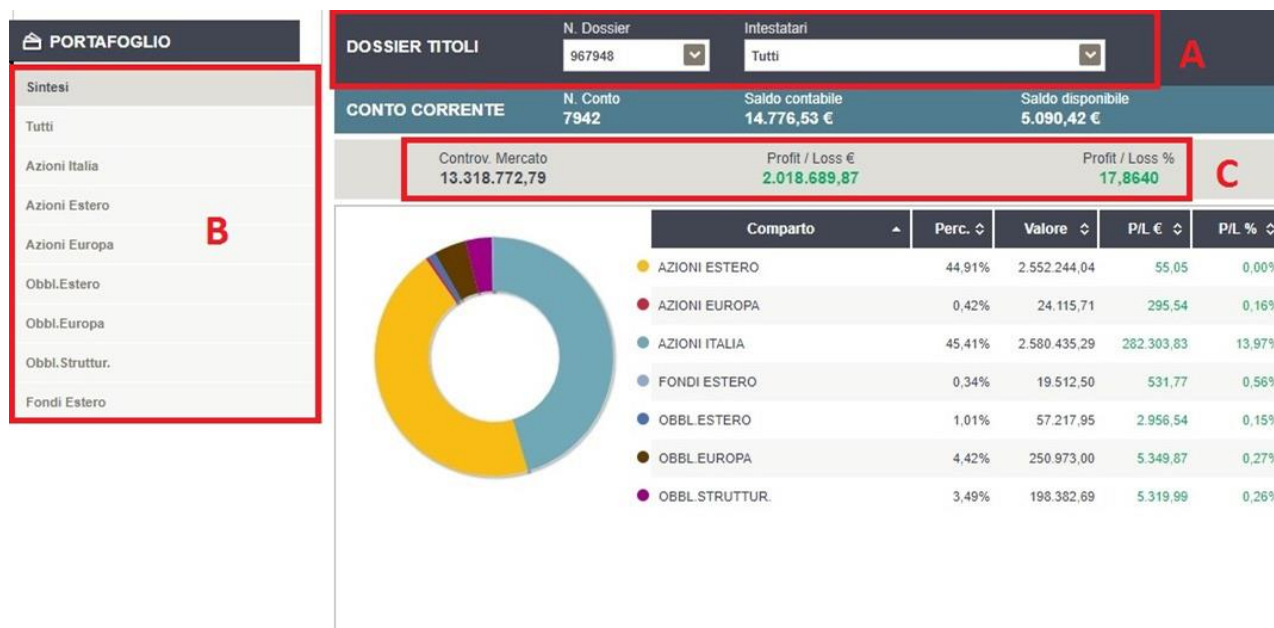 PORTAFOGLIO
Sintesi
Tutti
Azioni Italia
Azioni Estero
Azioni Europa
Obbl.Estero
Obbl.Europa
Obbl.Struttur.
Fondi Estero
B
DOSSIER TITOLI
N. Dossier
967948
Intestatari
Tutti
A
CONTO CORRENTE
N. Conto
7942
Saldo contabile
14.776,53 €
Saldo disponibile
5.090,42 €
Controv. Mercato
13.318.772,79
Profit / Loss €
2.018.689,87
Profit / Loss %
17,8640
C
Comparto Perc. Valore P/L € P/L %
AZIONI ESTERO 44,91% 2.552.244,04 55,05 0,00%
AZIONI EUROPA 0,42% 24.115,71 295,54 0,16%
AZIONI ITALIA 45,41% 2.580.435,29 282.303,83 13,97%
FONDI ESTERO 0,34% 19.512,50 531,77 0,56%
OBBL.ESTERO 1,01% 57.217,95 2.956,54 0,15%
OBBL.EUROPA 4,42% 250.973,00 5.349,87 0,27%
OBBL.STRUTTUR. 3,49% 198.382,69 5.319,99 0,26%